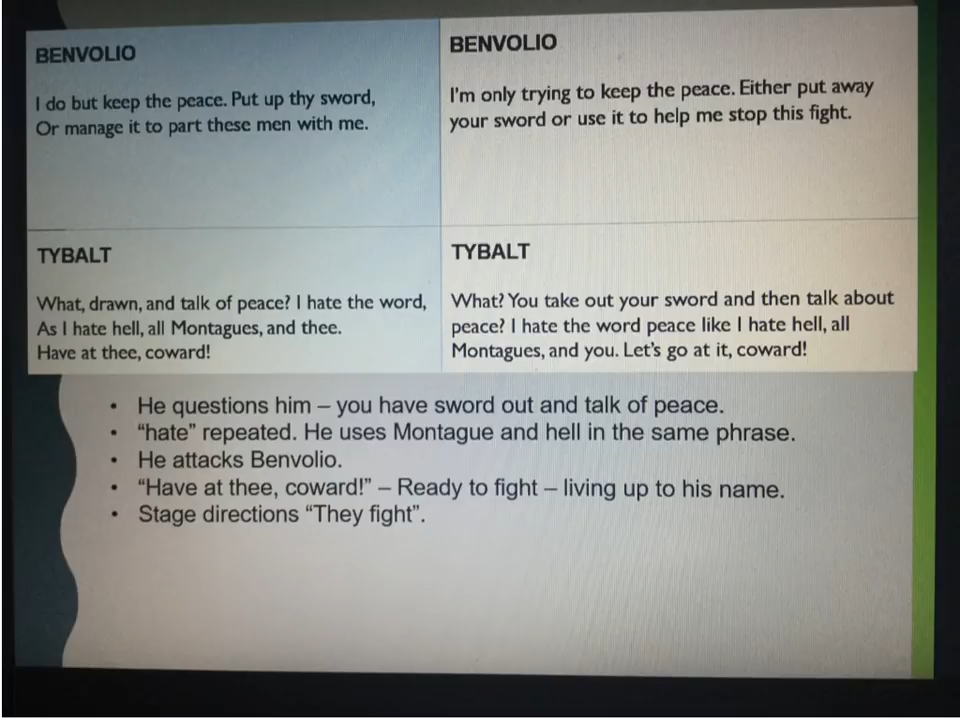 BENVOLIO
I do but keep the peace. Put up thy sword,
Or manage it to part these men with me.
BENVOLIO
I'm only trying to keep the peace. Either put away
your sword or use it to help me stop this fight.
TYBALT
What, drawn, and talk of peace? I hate the word,
As I hate hell, all Montagues, and thee.
Have at thee, coward!
TYBALT
What? You take out your sword and then talk about
peace? I hate the word peace like I hate hell, all
Montagues, and you. Let's go at it, coward!
• He questions him – you have sword out and talk of peace.
• “hate” repeated. He uses Montague and hell in the same phrase.
• He attacks Benvolio.
• “Have at thee, coward!” – Ready to fight – living up to his name.
• Stage directions “They fight”.